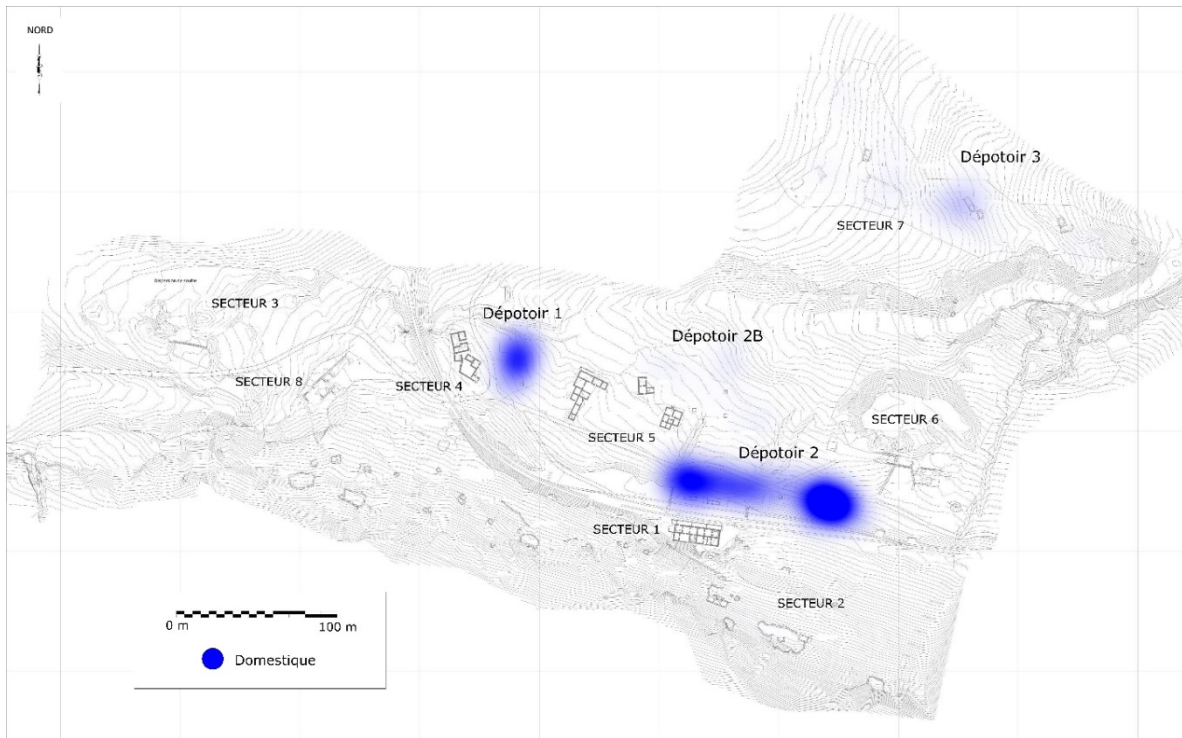 NORD
Dépotoir 3
SECTEUR 7
SECTEUR 3
Dépotoir 1
Dépotoir 2B
SECTEUR 8
SECTEUR 4
SECTEUR 6
SECTEUR 5
Dépotoir 2
SECTEUR 1
SECTEUR 2
0 m
100 m
Domestique